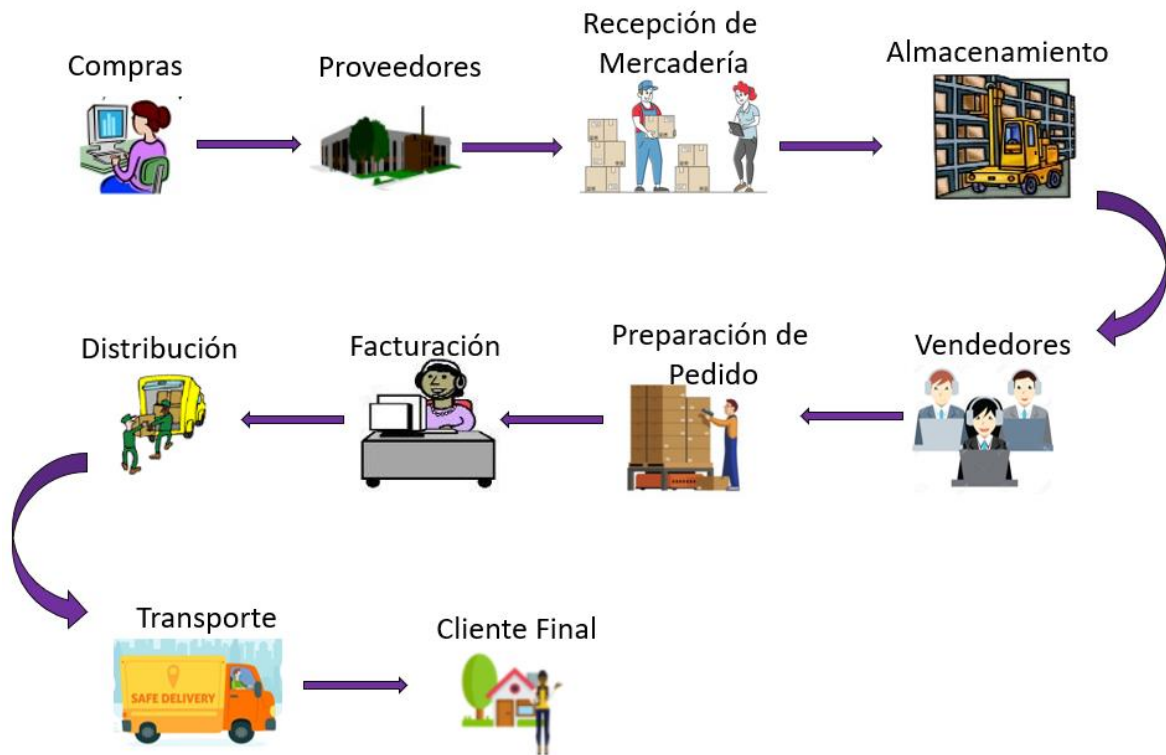 Compras
Proveedores
Recepción de
Mercadería
Almacenamiento
Distribución
Facturación
Preparación de
Pedido
Vendedores
Transporte
SAFE DELIVERY
Cliente Final